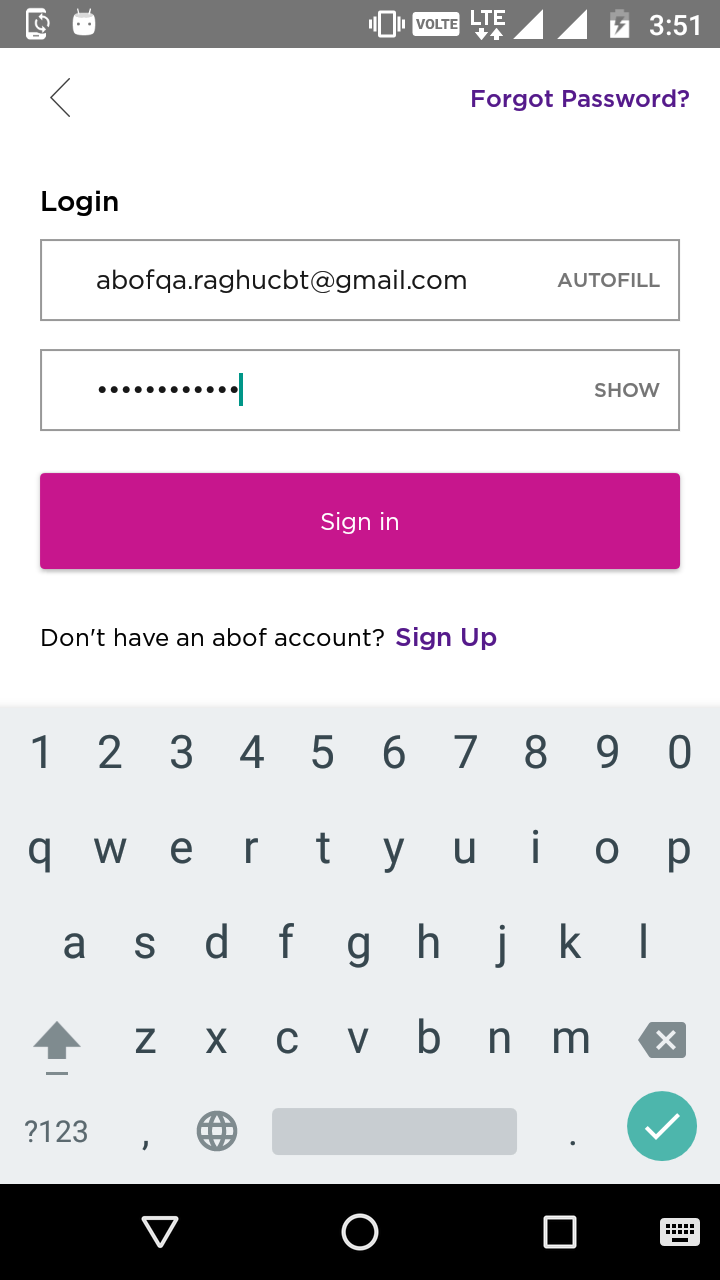 VOLTE LTE 3:51
Forgot Password?
Login
abofqa.raghucbt@gmail.com AUTOFILL
•••••••••••• SHOW
Sign in
Don't have an abof account? Sign Up
1 2 3 4 5 6 7 8 9 0
q w e r t y u i o p
a s d f g h j k l
z x c v b n m
?123 , .